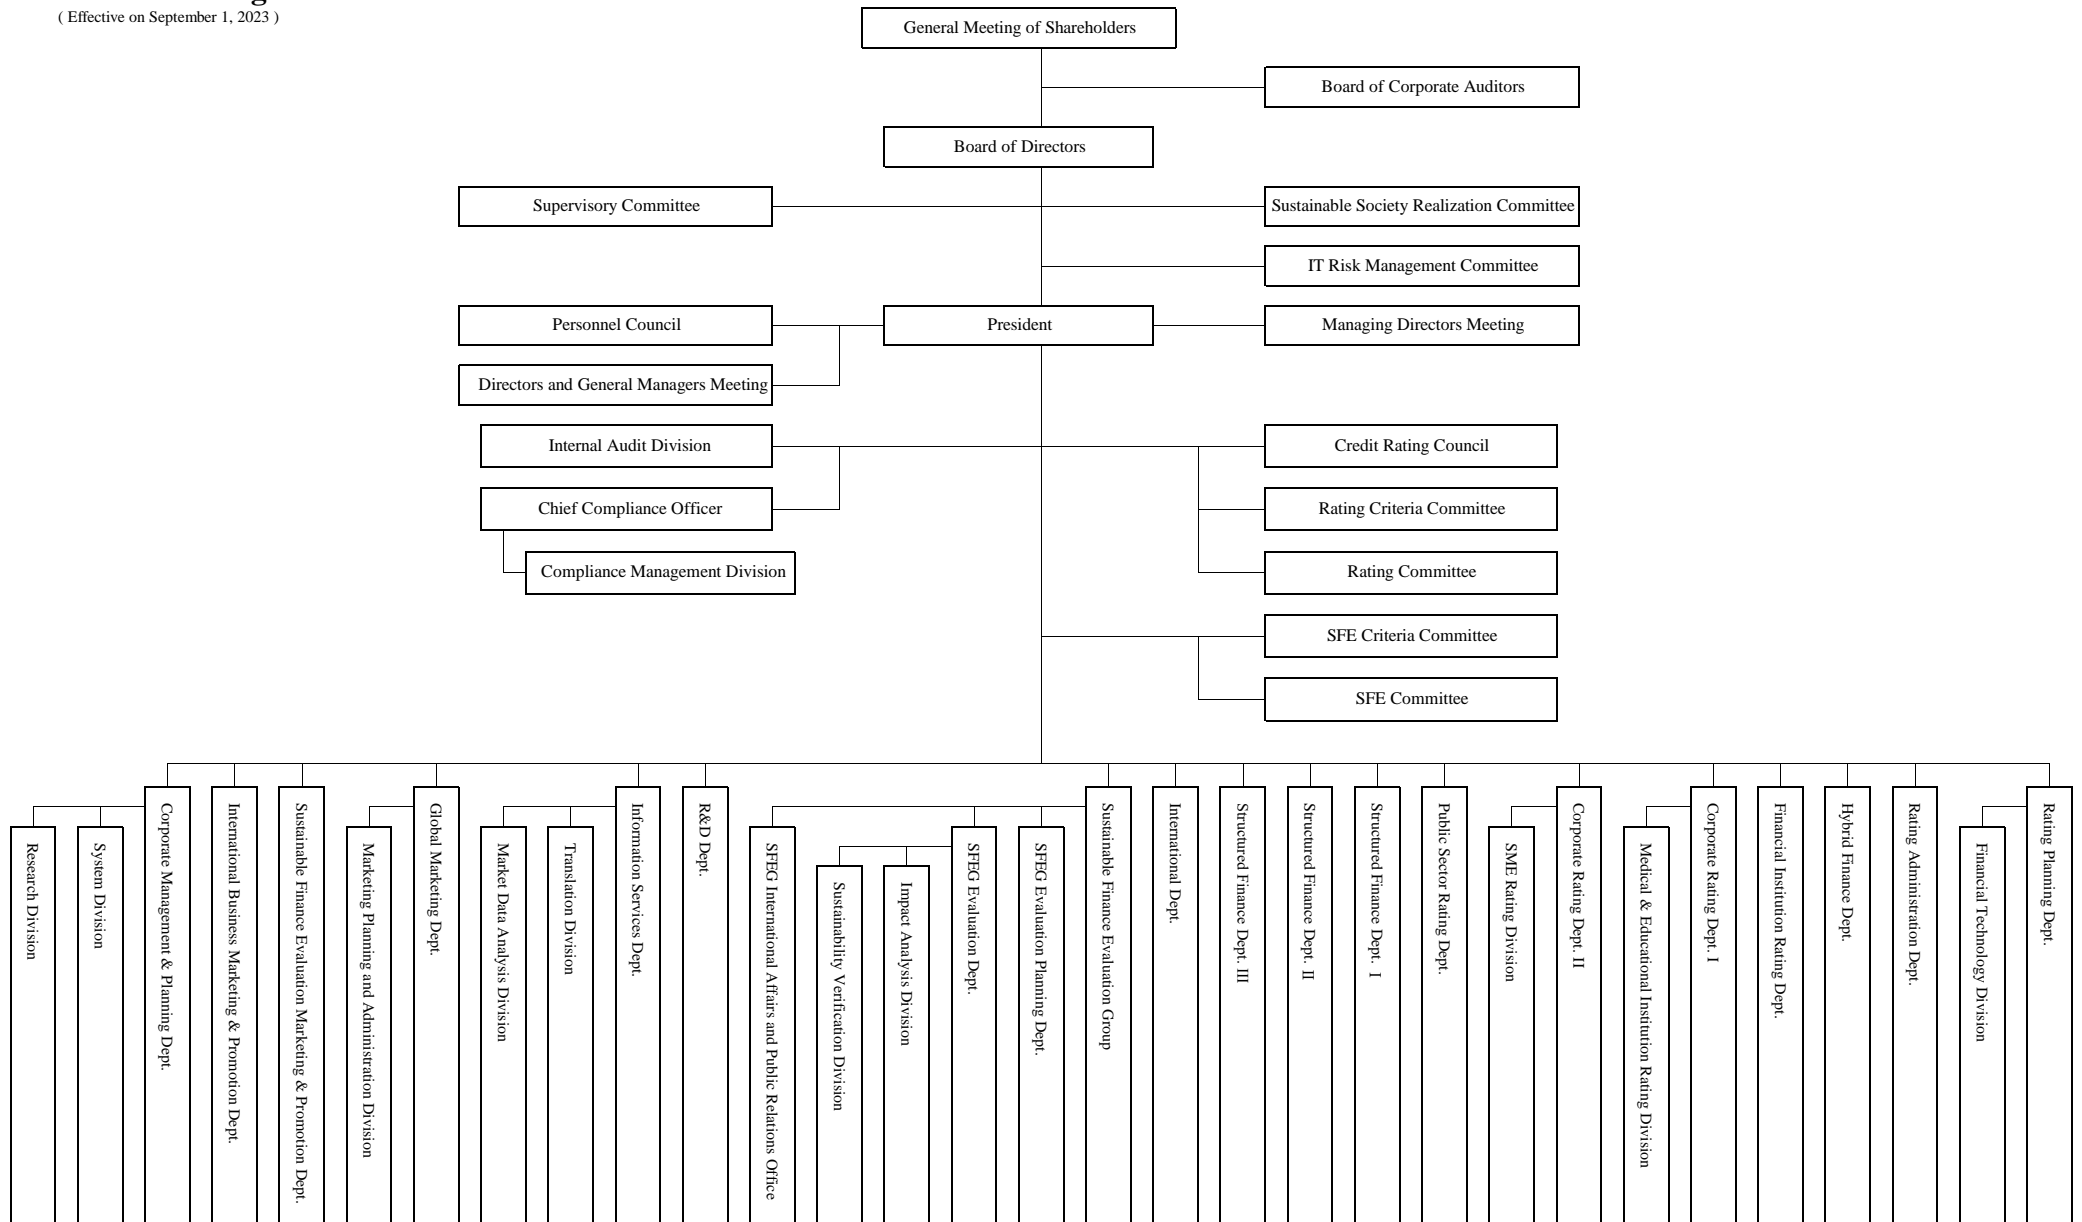 ( Effective on September 1, 2023 )
General Meeting of Shareholders
Board of Corporate Auditors
Board of Directors
Supervisory Committee
Sustainable Society Realization Committee
IT Risk Management Committee
Personnel Council
President
Managing Directors Meeting
Directors and General Managers Meeting
Internal Audit Division
Credit Rating Council
Chief Compliance Officer
Rating Criteria Committee
Compliance Management Division
Rating Committee
SFE Criteria Committee
SFE Committee
Research Division
System Division
Corporate Management & Planning Dept.
International Business Marketing & Promotion Dept.
Sustainable Finance Evaluation Marketing & Promotion Dept.
Marketing Planning and Administration Division
Global Marketing Dept.
Market Data Analysis Division
Translation Division
Information Services Dept.
R&D Dept.
SFEG International Affairs and Public Relations Office
Sustainability Verification Division
Impact Analysis Division
SFEG Evaluation Dept.
SFEG Evaluation Planning Dept.
Sustainable Finance Evaluation Group
International Dept.
Structured Finance Dept. III
Structured Finance Dept. II
Structured Finance Dept. I
Public Sector Rating Dept.
SME Rating Division
Corporate Rating Dept. II
Medical & Educational Institution Rating Division
Corporate Rating Dept. I
Financial Institution Rating Dept.
Hybrid Finance Dept.
Rating Administration Dept.
Financial Technology Division
Rating Planning Dept.